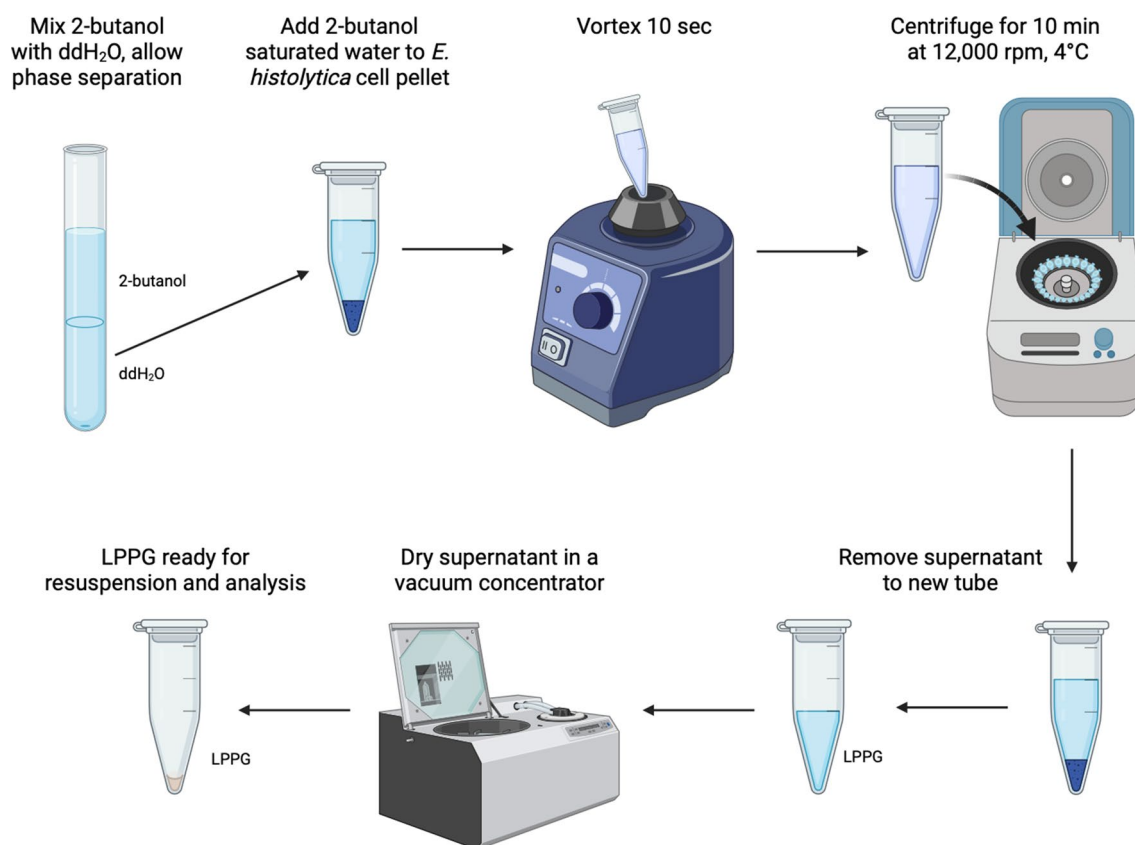 Mix 2-butanol
with ddH₂O, allow
phase separation
Add 2-butanol
saturated water to E.
histolytica cell pellet
Vortex 10 sec
Centrifuge for 10 min
at 12,000 rpm, 4°C
2-butanol
ddH₂O
LPPG ready for
resuspension and analysis
Dry supernatant in a
vacuum concentrator
Remove supernatant
to new tube
LPPG
LPPG